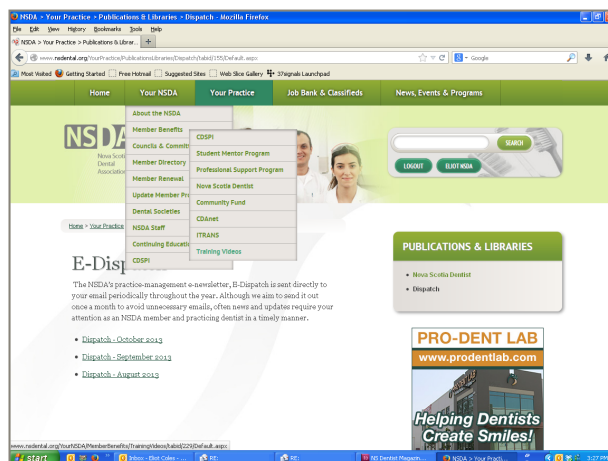 NSDA > Your Practice > Publications & Libraries > Dispatch - Mozilla Firefox
File Edit View History Bookmarks Tools Help
NSDA > Your Practice > Publications & Librar... +
www.nsdental.org/YourPractice/PublicationsLibraries/Dispatch/tabid/155/Default.aspx
Google
Most Visited Getting Started Free Hotmail Suggested Sites Web Slice Gallery 37signals Launchpad
Home Your NSDA Your Practice Job Bank & Classifieds News, Events & Programs
About the NSDA
Member Benefits
Councils & Committ
Member Directory
Member Renewal
Update Member Pro
Dental Societies
NSDA Staff
Continuing Educatio
CDSPI
CDSPI
Student Mentor Program
Professional Support Program
Nova Scotia Dentist
Community Fund
CDAnet
ITRANS
Training Videos
NSDA
Nova Scoti
Dental
Association
SEARCH
LOGOUT ELIOT NSDA
Home > Your Practice
E-Disp
The NSDA's practice-management e-newsletter, E-Dispatch is sent directly to
your email periodically throughout the year. Although we aim to send it out
once a month to avoid unnecessary emails, often news and updates require your
attention as an NSDA member and practicing dentist in a timely manner.
Dispatch - October 2013
Dispatch - September 2013
Dispatch - August 2013
PUBLICATIONS & LIBRARIES
Nova Scotia Dentist
Dispatch
PRO-DENT LAB
www.prodentlab.com
Helping Dentists
Create Smiles!
www.nsdental.org/YourNSDA/MemberBenefits/TrainingVideos/tabid/229/Default.aspx
start Inbox - Eliot Coles - ... RE: RE: NS Dentist Magazin... NSDA > Your Practi... 3:27 PM